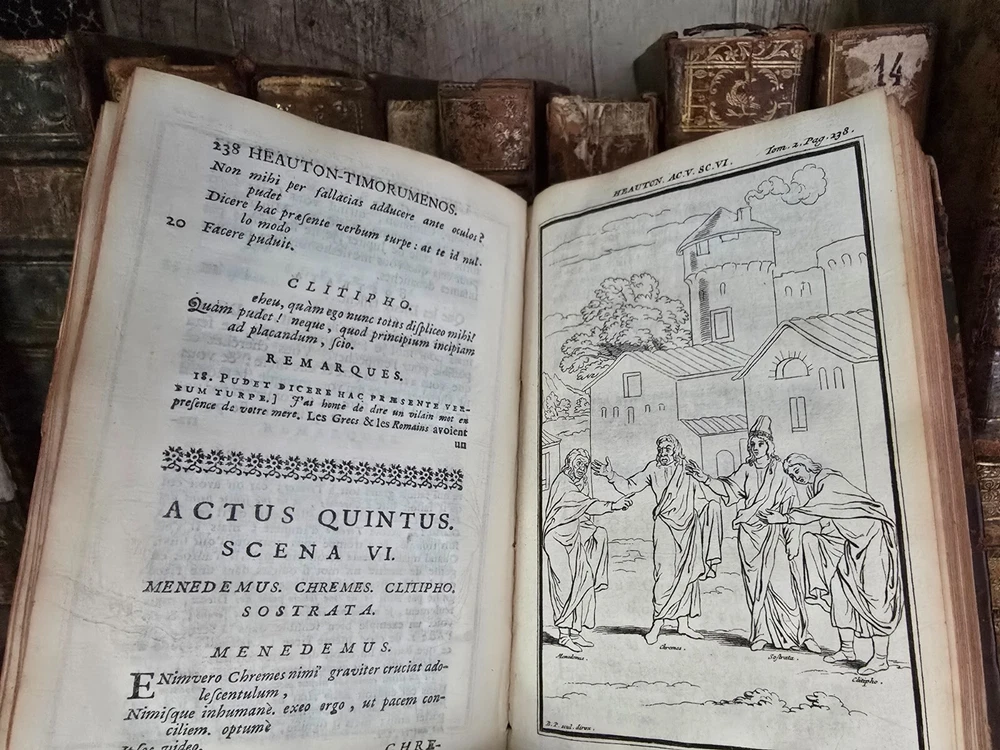 14
238 HEAUTON-TIMORUMENOS.
Non mihi per fallacias adducere ante oculos?
pudet
Dicere hac præsente verbum turpe: at te id nul-
lo modo
20 Facere puduit.
CLITIPHO.
eheu, quàm ego nunc totus diſpliceo mihi!
Quam pudet! neque, quod principium incipiam
ad placandum, ſcio.
REMARQUES.
18. PUDET DICERE HAC PRÆSENTE VER-
BUM TURPE.] J'ai honte de dire un vilain mot en
preſence de votre mere. Les Grecs & les Romains avoient
un
ACTUS QUINTUS.
SCENA VI.
MENEDEMUS. CHREMES. CLITIPHO.
SOSTRATA.
MENEDEMUS.
ENimvero Chremes nimi' graviter cruciat ado-
leſcentulum,
Nimiſque inhumanè. exeo ergo, ut pacem con-
ciliem. optumè
Ipſos video.
CHRE-
HEAUTON. AC. V. SC. VI. Tom. 2. Pag. 238.
Menedemus.
Chremes.
Soſtrata.
Clitipho.
B. P. scul. direx.